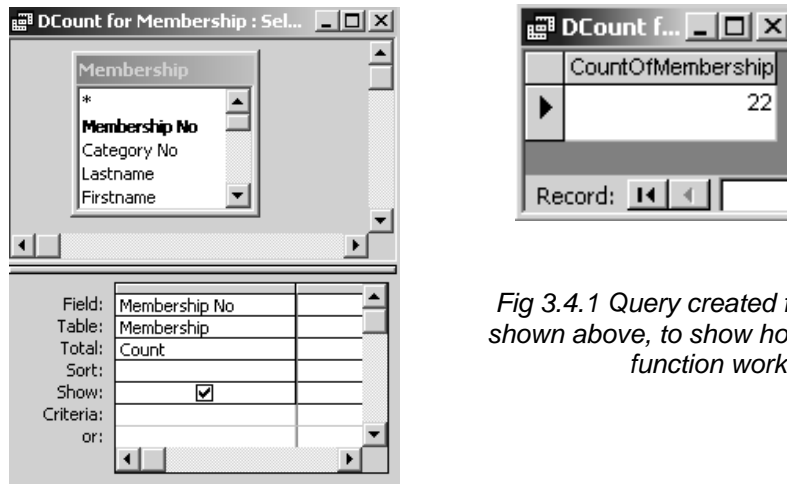 DCount for Membership : Sel...
Membership
*
Membership No
Category No
Lastname
Firstname
Field: Membership No
Table: Membership
Total: Count
Sort:
Show:
Criteria:
or:
DCount f...
CountOfMembership
22
Record:
Fig 3.4.1 Query created
shown above, to show
function work